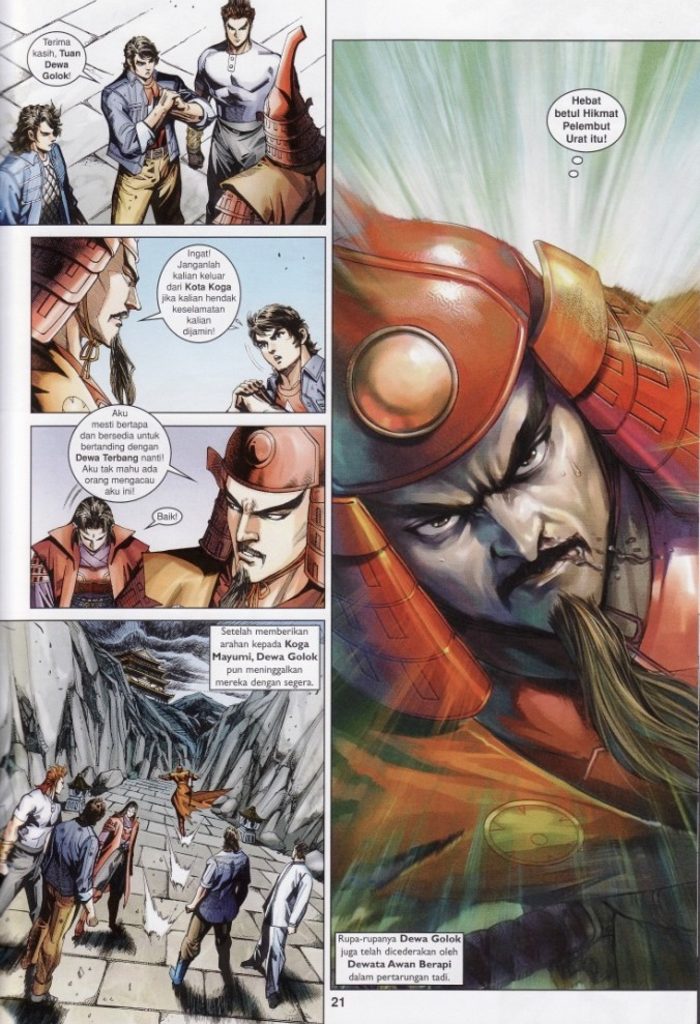 Terima
kasih, Tuan
Dewa
Golok!
Ingat!
Janganlah
kalian keluar
dari Kota Koga
jika kalian hendak
keselamatan
kalian
dijamin!
Aku
mesti bertapa
dan bersedia untuk
bertanding dengan
Dewa Terbang nanti!
Aku tak mahu ada
orang mengacau
aku ini!
Baik!
Setelah memberikan
arahan kepada Koga
Mayumi, Dewa Golok
pun meninggalkan
mereka dengan segera.
Hebat
betul Hikmat
Pelembut
Urat itu!
Rupa-rupanya Dewa Golok
juga telah dicederakan oleh
Dewata Awan Berapi
dalam pertarungan tadi.
21